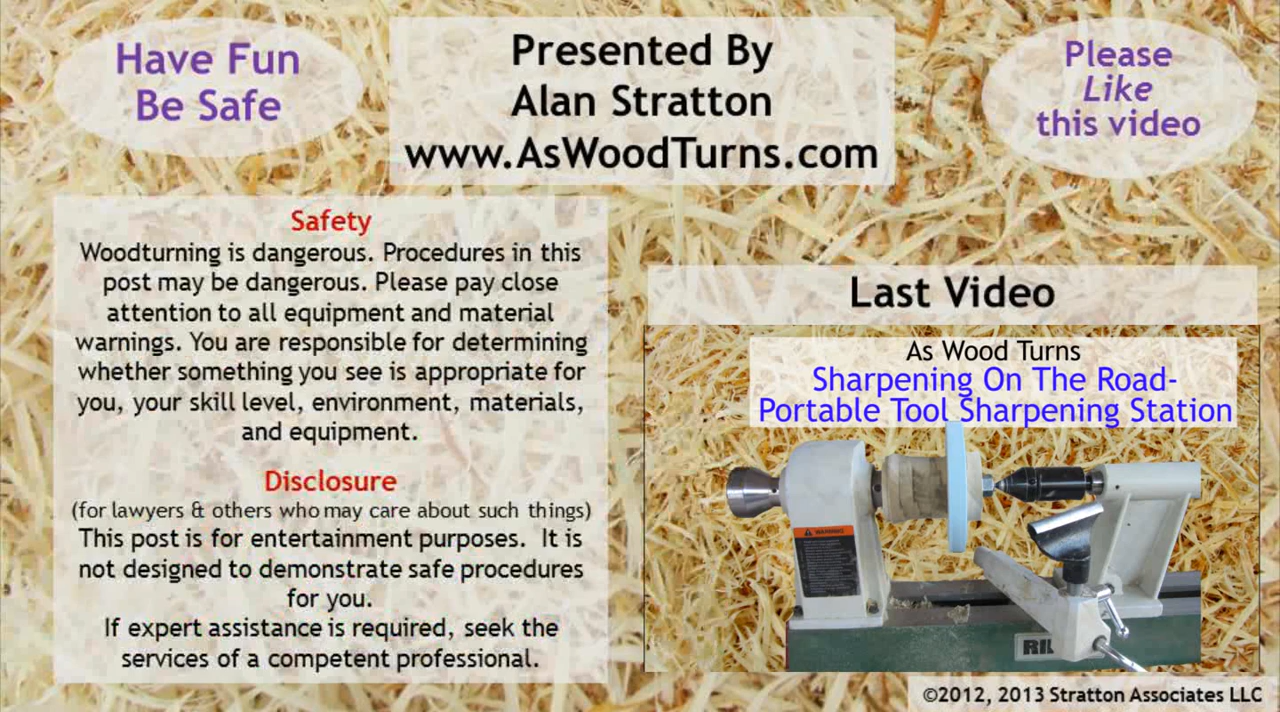 Have Fun
Be Safe
Presented By
Alan Stratton
www.AsWoodTurns.com
Please
Like
this video
Safety
Woodturning is dangerous. Procedures in this
post may be dangerous. Please pay close
attention to all equipment and material
warnings. You are responsible for determining
whether something you see is appropriate for
you, your skill level, environment, materials,
and equipment.
Disclosure
(for lawyers & others who may care about such things)
This post is for entertainment purposes. It is
not designed to demonstrate safe procedures
for you.
If expert assistance is required, seek the
services of a competent professional.
Last Video
As Wood Turns
Sharpening On The Road-
Portable Tool Sharpening Station
WARNING
©2012, 2013 Stratton Associates LLC